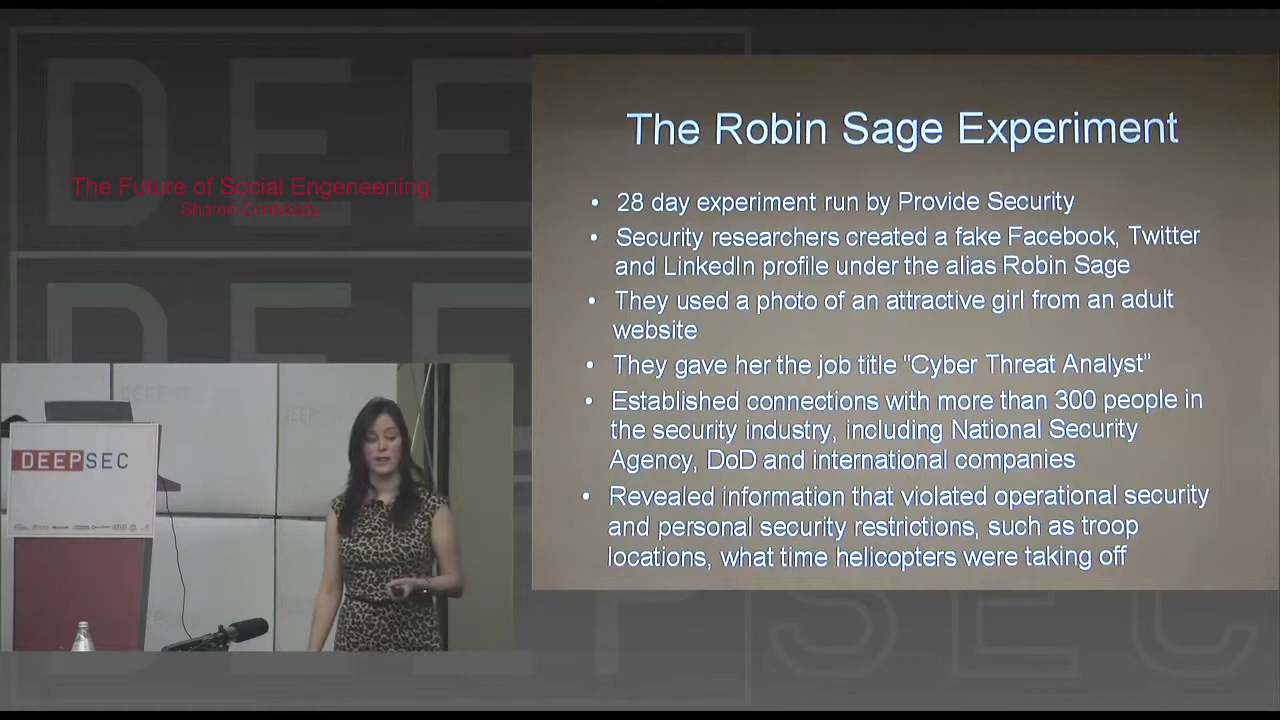 The Future of Social Engeneering
Sharon Conheady
The Robin Sage Experiment
• 28 day experiment run by Provide Security
• Security researchers created a fake Facebook, Twitter
and LinkedIn profile under the alias Robin Sage
• They used a photo of an attractive girl from an adult
website
• They gave her the job title “Cyber Threat Analyst”
• Established connections with more than 300 people in
the security industry, including National Security
Agency, DoD and international companies
• Revealed information that violated operational security
and personal security restrictions, such as troop
locations, what time helicopters were taking off
DEEPSEC
DEEP
DEEP
DEEPSEC